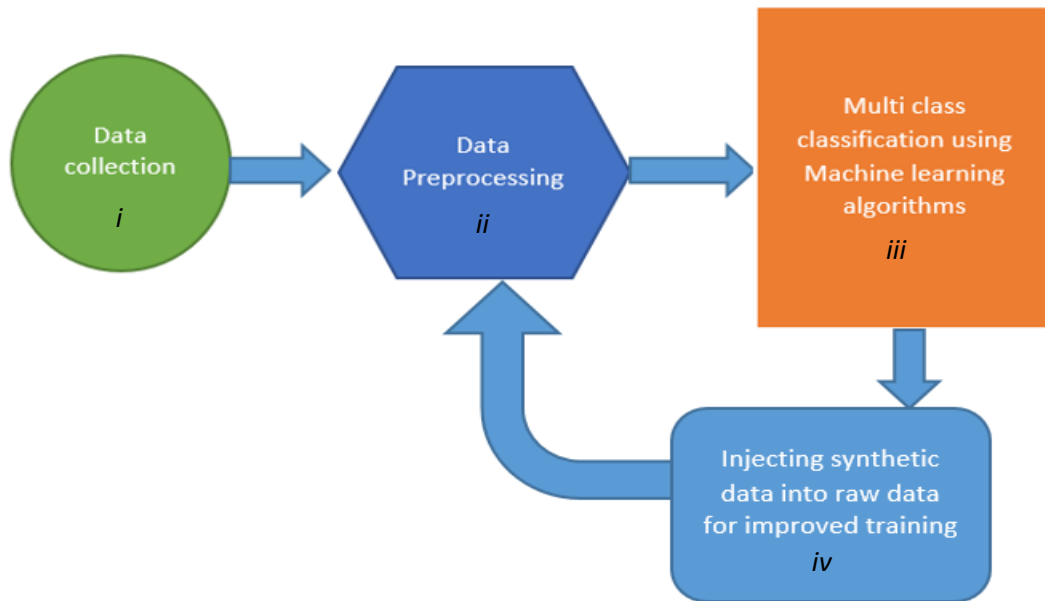 Data
collection
i
Data
Preprocessing
ii
Multi class
classification using
Machine learning
algorithms
iii
Injecting synthetic
data into raw data
for improved training
iv